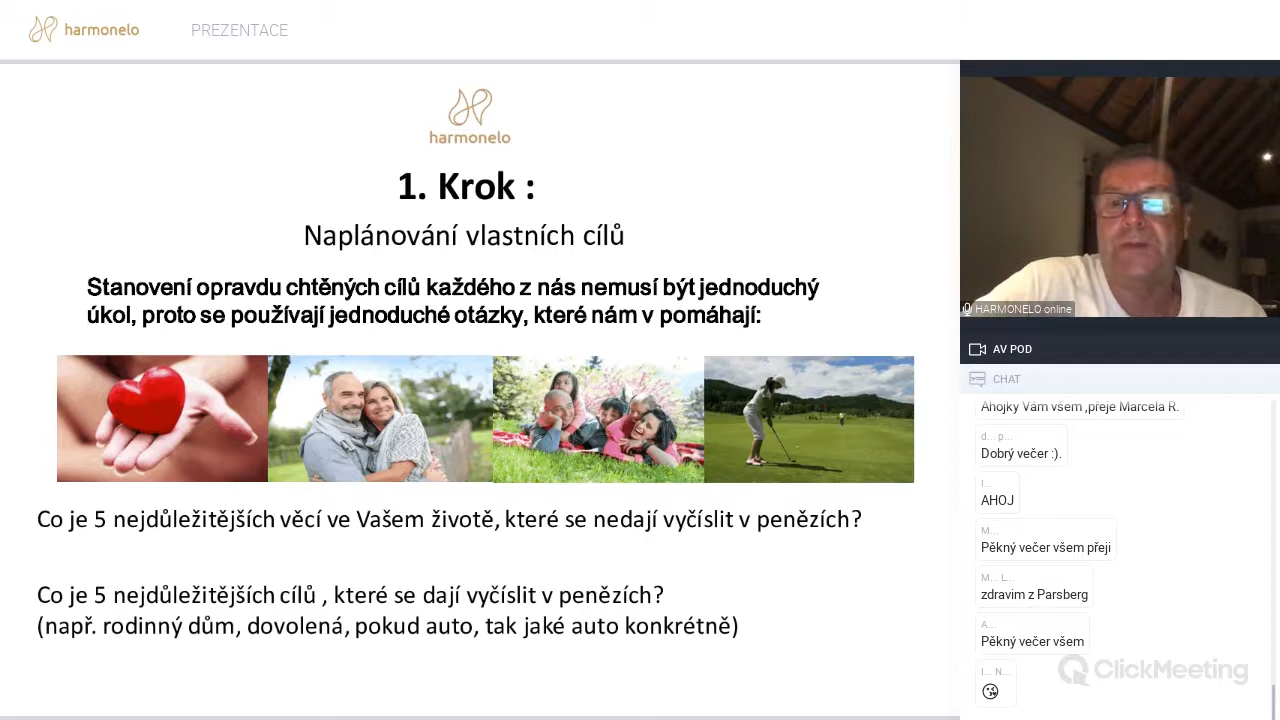 harmonelo
PREZENTACE
harmonelo
1. Krok :
Naplánování vlastních cílů
Stanovení opravdu chtěných cílů každého z nás nemusí být jednoduchý
úkol, proto se používají jednoduché otázky, které nám v pomáhají:
Co je 5 nejdůležitějších věcí ve Vašem životě, které se nedají vyčíslit v penězích?
Co je 5 nejdůležitějších cílů , které se dají vyčíslit v penězích?
(např. rodinný dům, dovolená, pokud auto, tak jaké auto konkrétně)
HARMONELO online
AV POD
CHAT
Ahojky Vám všem ,přeje Marcela R.
d... p...
Dobrý večer :).
I...
AHOJ
M...
Pěkný večer všem přeji
M... L...
zdravim z Parsberg
A...
Pěkný večer všem
I... N...
ClickMeeting